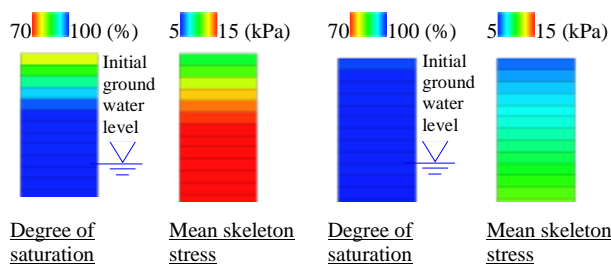 70 100 (%) 5 15 (kPa) 70 100 (%) 5 15 (kPa)
Initial
ground
water
level
Initial
ground
water
level
Degree of
saturation
Mean skeleton
stress
Degree of
saturation
Mean skeleton
stress